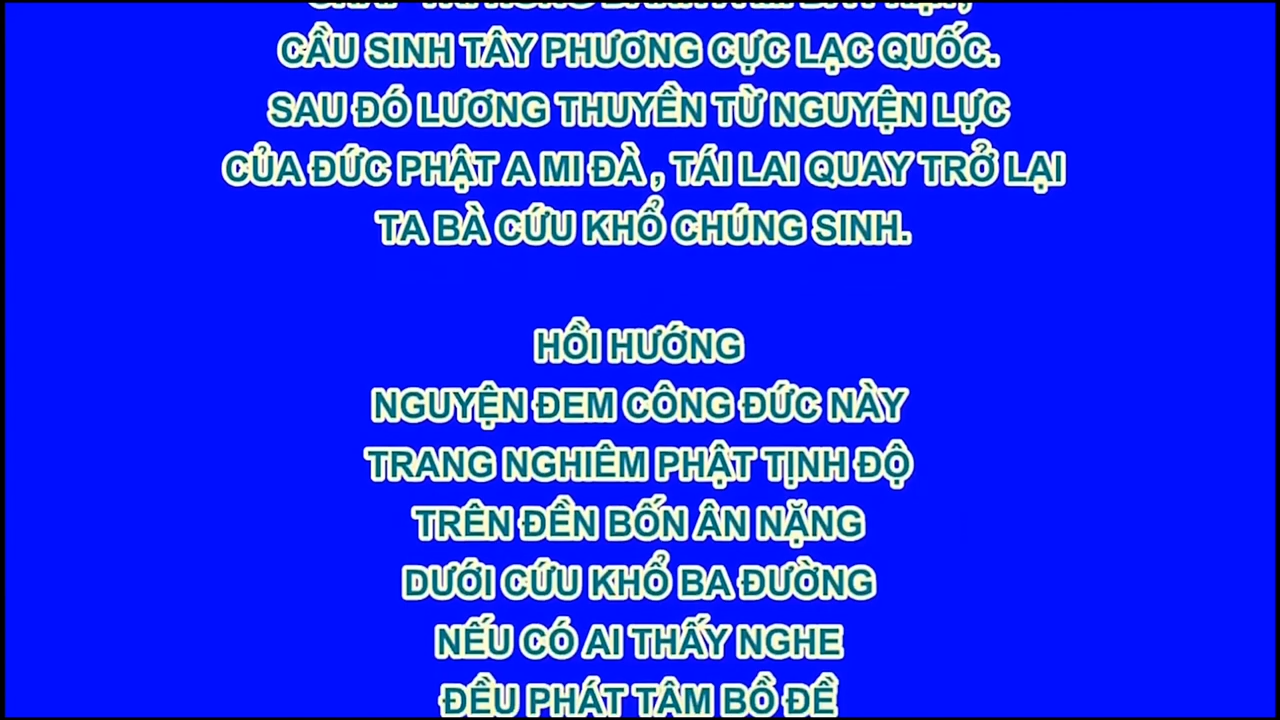 CẦU SINH TÂY PHƯƠNG CỰC LẠC QUỐC.
SAU ĐÓ LƯƠNG THUYỀN TỪ NGUYỆN LỰC
CỦA ĐỨC PHẬT A MI ĐÀ , TÁI LAI QUAY TRỞ LẠI
TA BÀ CỨU KHỔ CHÚNG SINH.
HỒI HƯỚNG
NGUYỆN ĐEM CÔNG ĐỨC NÀY
TRANG NGHIÊM PHẬT TỊNH ĐỘ
TRÊN ĐỀN BỐN ÂN NẶNG
DƯỚI CỨU KHỔ BA ĐƯỜNG
NẾU CÓ AI THẤY NGHE
ĐỀU PHÁT TÂM BỒ ĐỀ